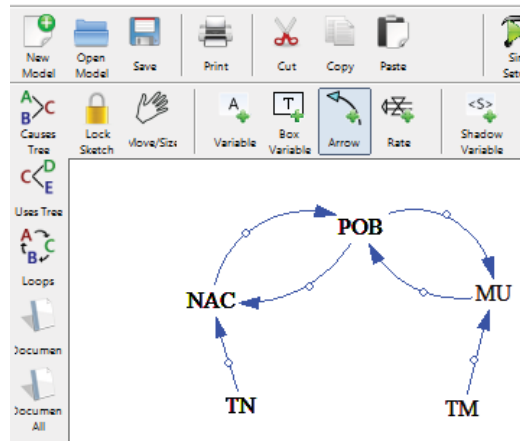 New Model
Open Model
Save
Print
Cut
Copy
Paste
A
B
C
Causes Tree
Lock Sketch
A
Variable
T
Box Variable
Arrow
Rate
<S>
Shadow Variable
C
D
E
Uses Tree
A
B
C
Loops
POB
NAC
MU
TN
TM
All